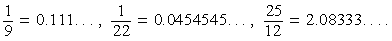 1/9 = 0.111..., 1/22 = 0.0454545..., 25/12 = 2.08333....